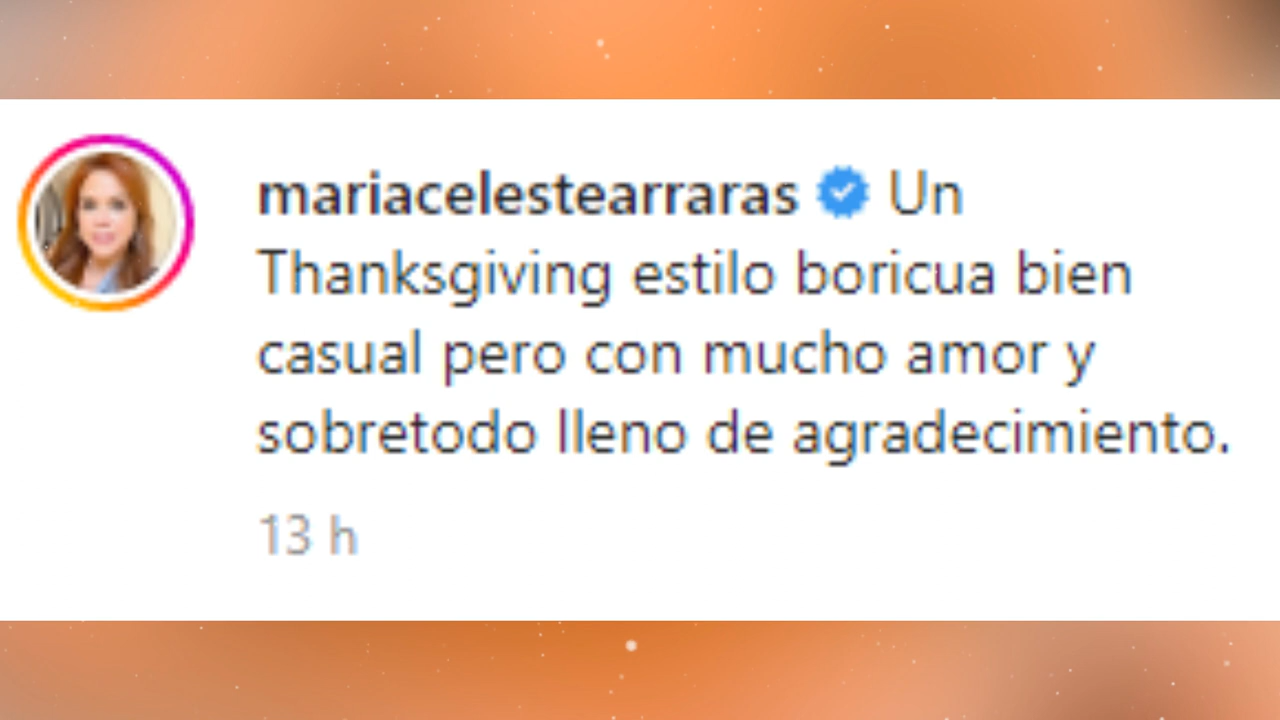 mariacelestearraras Un
Thanksgiving estilo boricua bien
casual pero con mucho amor y
sobretodo lleno de agradecimiento.
13 h